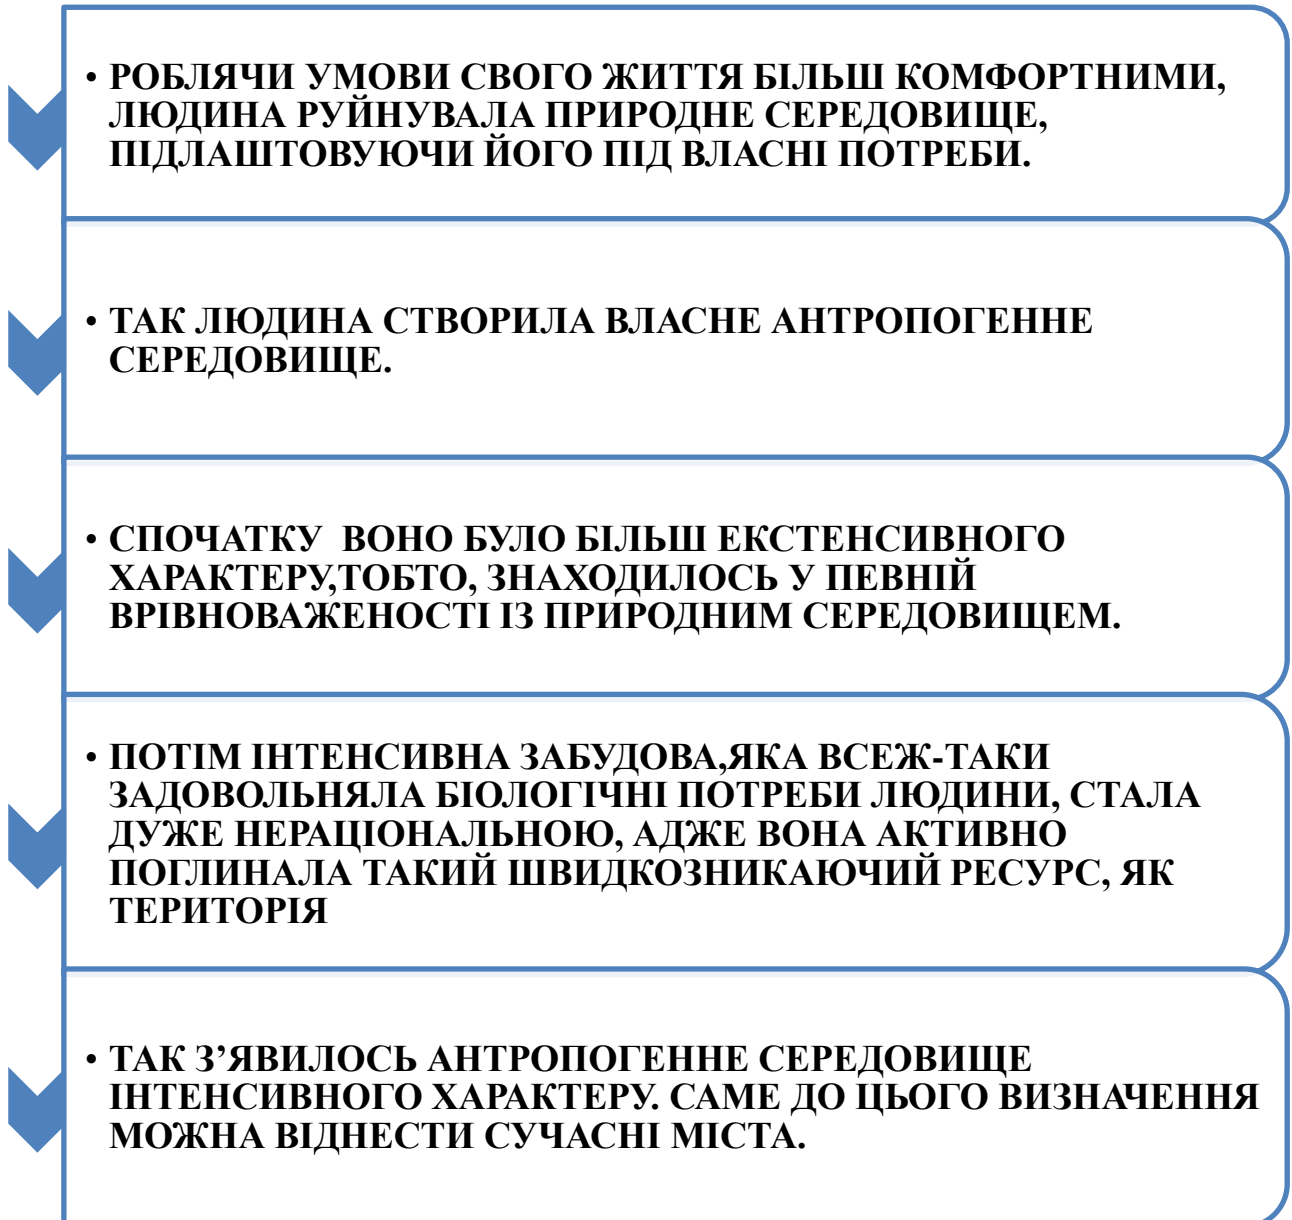 • РОБЛЯЧИ УМОВИ СВОГО ЖИТТЯ БІЛЬШ КОМФОРТНИМИ,
ЛЮДИНА РУЙНУВАЛА ПРИРОДНЕ СЕРЕДОВИЩЕ,
ПІДЛАШТОВУЮЧИ ЙОГО ПІД ВЛАСНІ ПОТРЕБИ.
• ТАК ЛЮДИНА СТВОРИЛА ВЛАСНЕ АНТРОПОГЕННЕ
СЕРЕДОВИЩЕ.
• СПОЧАТКУ  ВОНО БУЛО БІЛЬШ ЕКСТЕНСИВНОГО
ХАРАКТЕРУ,ТОБТО, ЗНАХОДИЛОСЬ У ПЕВНІЙ
ВРІВНОВАЖЕНОСТІ ІЗ ПРИРОДНИМ СЕРЕДОВИЩЕМ.
• ПОТІМ ІНТЕНСИВНА ЗАБУДОВА,ЯКА ВСЕЖ-ТАКИ
ЗАДОВОЛЬНЯЛА БІОЛОГІЧНІ ПОТРЕБИ ЛЮДИНИ, СТАЛА
ДУЖЕ НЕРАЦІОНАЛЬНОЮ, АДЖЕ ВОНА АКТИВНО
ПОГЛИНАЛА ТАКИЙ ШВИДКОЗНИКАЮЧИЙ РЕСУРС, ЯК
ТЕРИТОРІЯ
• ТАК З’ЯВИЛОСЬ АНТРОПОГЕННЕ СЕРЕДОВИЩЕ
ІНТЕНСИВНОГО ХАРАКТЕРУ. САМЕ ДО ЦЬОГО ВИЗНАЧЕННЯ
МОЖНА ВІДНЕСТИ СУЧАСНІ МІСТА.